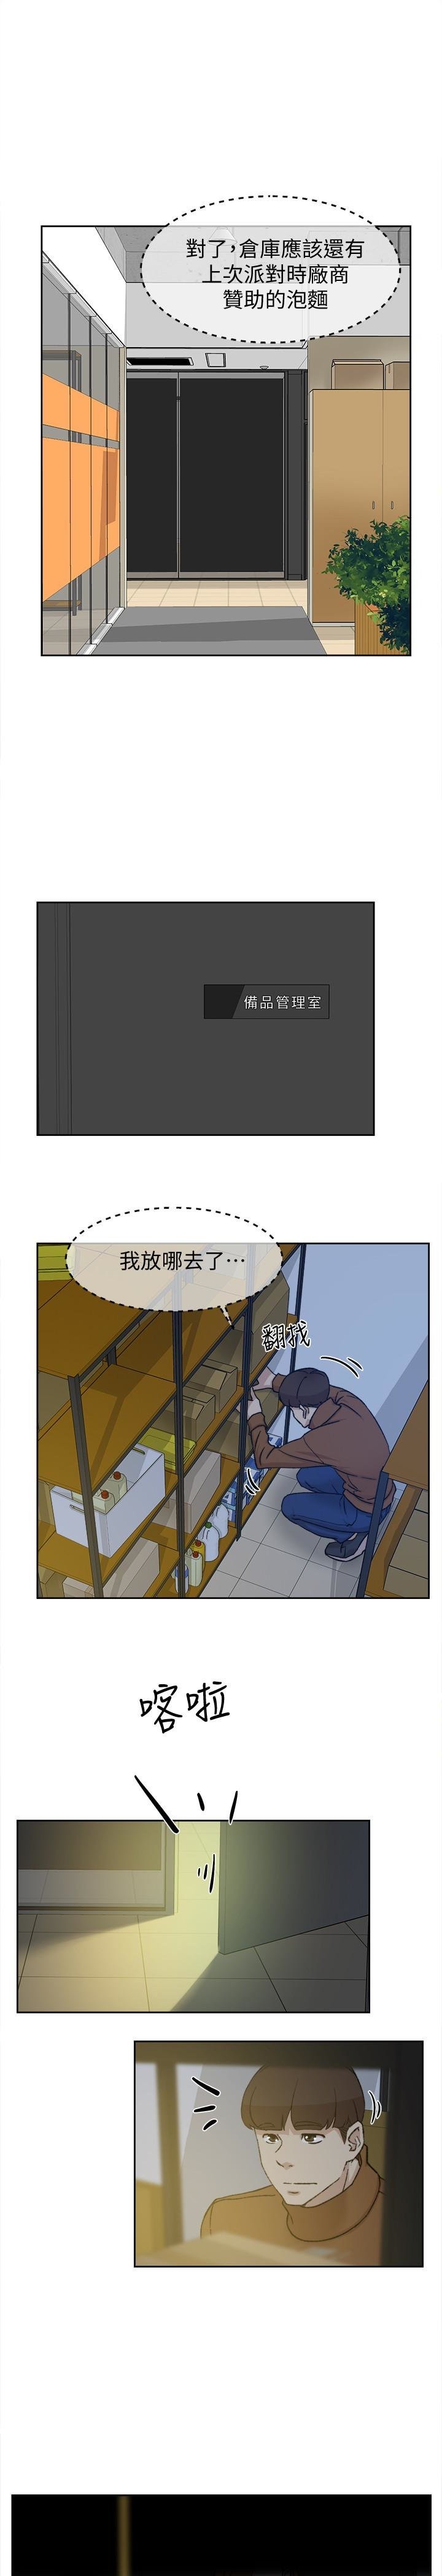 對了，倉庫應該還有
上次派對時廠商
贊助的泡麵
備品管理室
我放哪去了…
翻找
喀啦